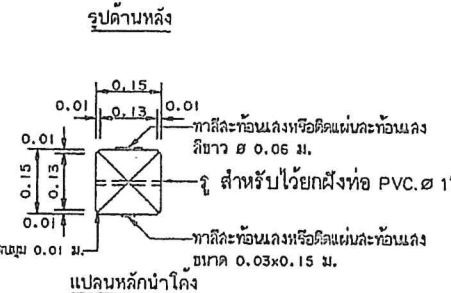 รูปด้านหลัง
0.15
0.01 0.13 0.01
ทาสีสะท้อนแสงหรือติดแผ่นสะท้อนแสง
สีขาว ø 0.06 ม.
0.01
0.15
0.13
0.01
รู สำหรับไว้ยกฝังท่อ PVC.ø 1"
มุม 0.01 ม.
ทาสีสะท้อนแสงหรือติดแผ่นสะท้อนแสง
ขนาด 0.03x0.15 ม.
แปลนหลักนำโค้ง